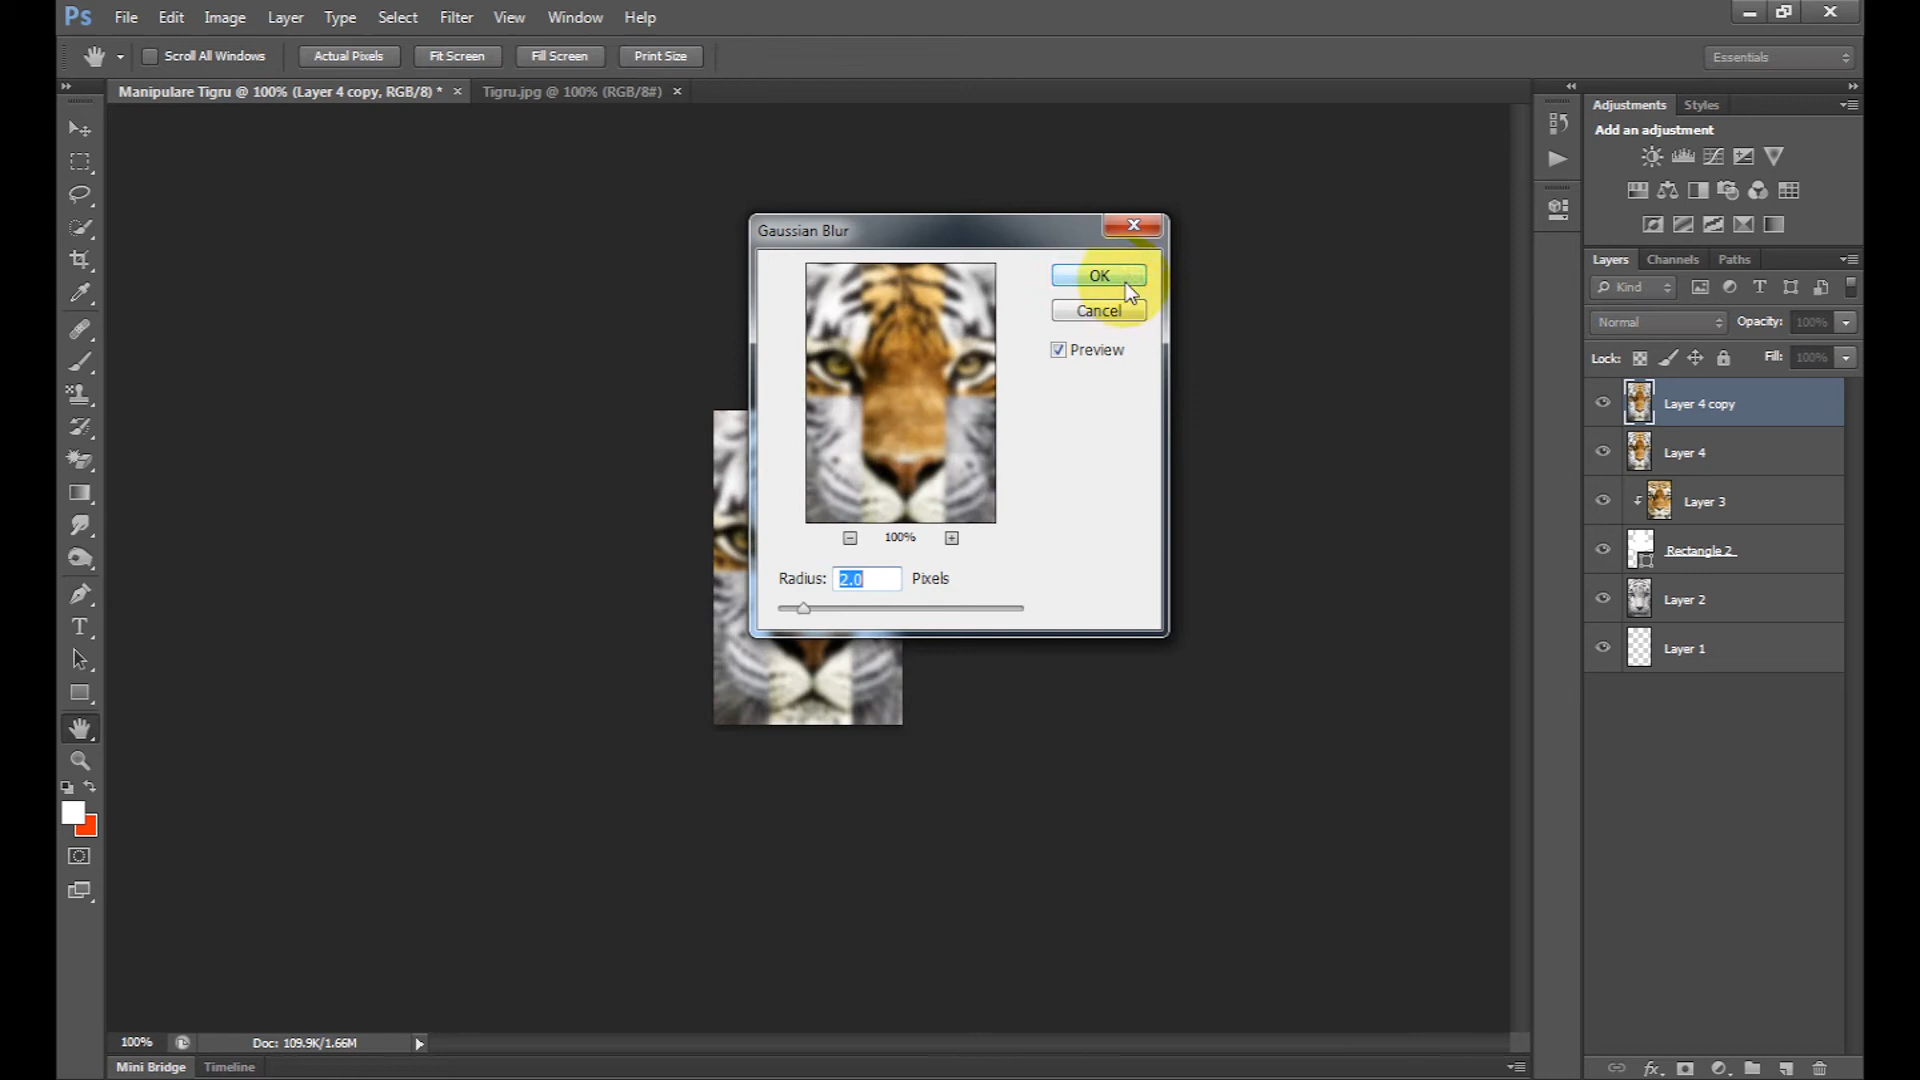 Ps File Edit Image Layer Type Select Filter View Window Help
Scroll All Windows Actual Pixels Fit Screen Fill Screen Print Size Essentials
Manipulare Tigru @ 100% (Layer 4 copy, RGB/8) * Tigru.jpg @ 100% (RGB/8#)
Adjustments Styles
Add an adjustment
Gaussian Blur
OK
Cancel
Preview
100%
Radius: 2.0 Pixels
Layers Channels Paths
Kind
Normal Opacity: 100%
Lock: Fill: 100%
Layer 4 copy
Layer 4
Layer 3
Rectangle 2
Layer 2
Layer 1
100% Doc: 109.9K/1.66M
Mini Bridge Timeline